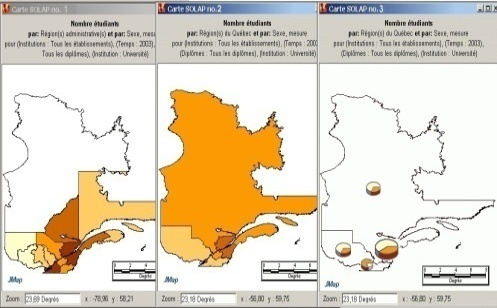 Carte SOLAP no. 1
Nombre étudiants
par: Région(s) administrative(s) et par: Sexe, mesu
pour (Institutions : Tous les établissements), (Temps : 2003),
Tous les diplômes), (Institution : Université)
JMap
Degrés
Zoom : 23,69 Degrés x : -78,96 y : 58,21
Carte SOLAP no.2
Nombre étudiants
par: Région(s) du Québec et par: Sexe, mesure
pour (Institutions : Tous les établissements), (Temps : 2003),
(Diplômes : Tous les diplômes), (Institution : Université)
JMap
Degrés
Zoom : 23,18 Degrés x : -56,80 y : 59,75
Carte SOLAP no.3
Nombre étudiants
par: Région(s) du Québec et par: Sexe, mesure
pour (Institutions : Tous les établissements), (Temps : 2003),
(Diplômes : Tous les diplômes), (Institution : Université)
JMap
Degrés
Zoom : 23,18 Degrés x : -56,80 y : 59,75